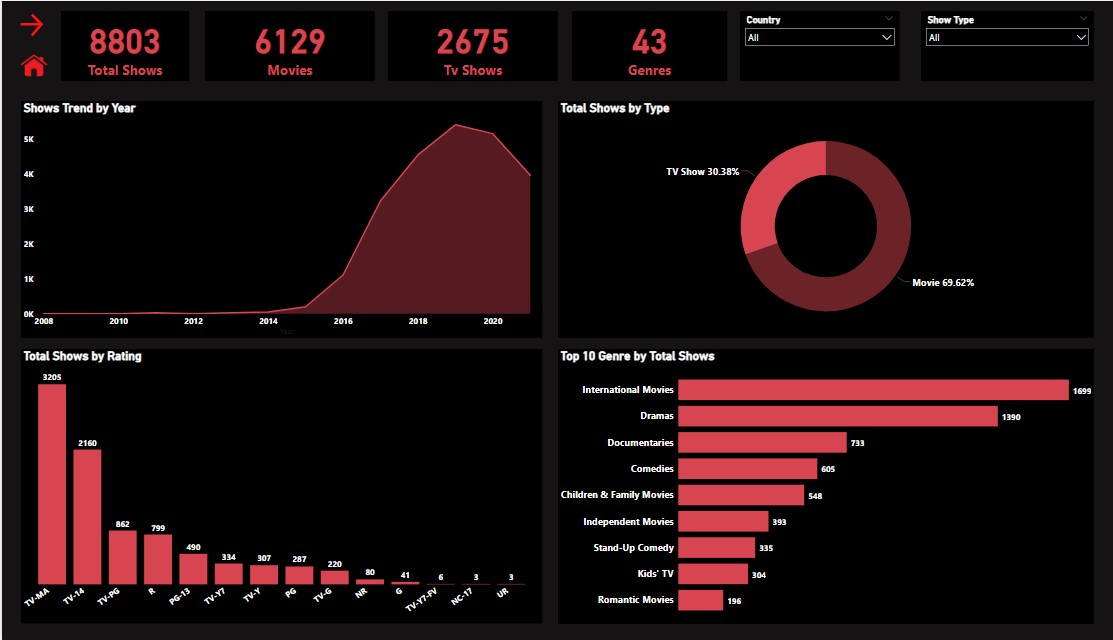 8803
Total Shows
6129
Movies
2675
Tv Shows
43
Genres
Country
All
Show Type
All
Shows Trend by Year
5K
4K
3K
2K
1K
0K
2008 2010 2012 2014 2016 2018 2020
Year
Total Shows by Type
TV Show 30.38%
Movie 69.62%
Total Shows by Rating
3205 2160 862 799 490 334 307 287 220 80 41 6 3 3
TV-MA TV-14 TV-PG R PG-13 TV-Y7 TV-Y PG TV-G NR G TV-Y7-FV NC-17 UR
Top 10 Genre by Total Shows
International Movies 1699
Dramas 1390
Documentaries 733
Comedies 605
Children & Family Movies 548
Independent Movies 393
Stand-Up Comedy 335
Kids' TV 304
Romantic Movies 196